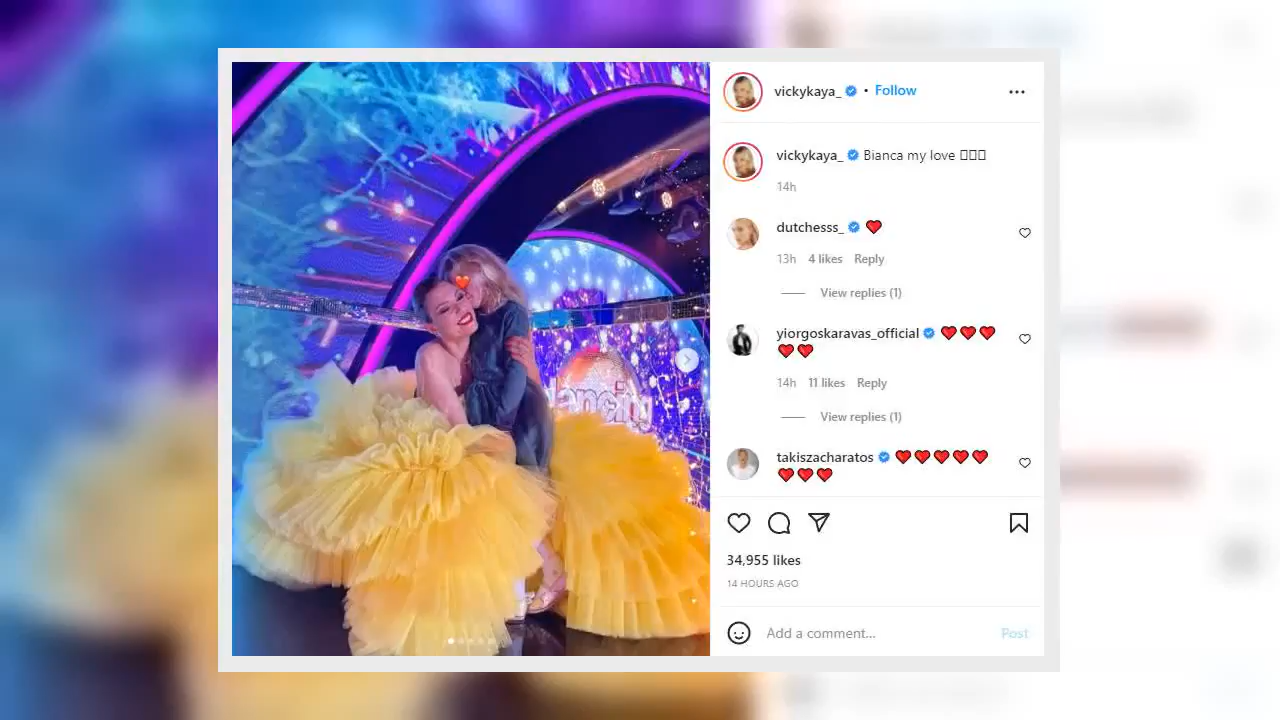 vickykaya_ • Follow
vickykaya_ Bianca my love
14h
dutchesss_
13h 4 likes Reply
View replies (1)
yiorgoskaravas_official
14h 11 likes Reply
View replies (1)
takiszacharatos
34,955 likes
14 HOURS AGO
Add a comment... Post